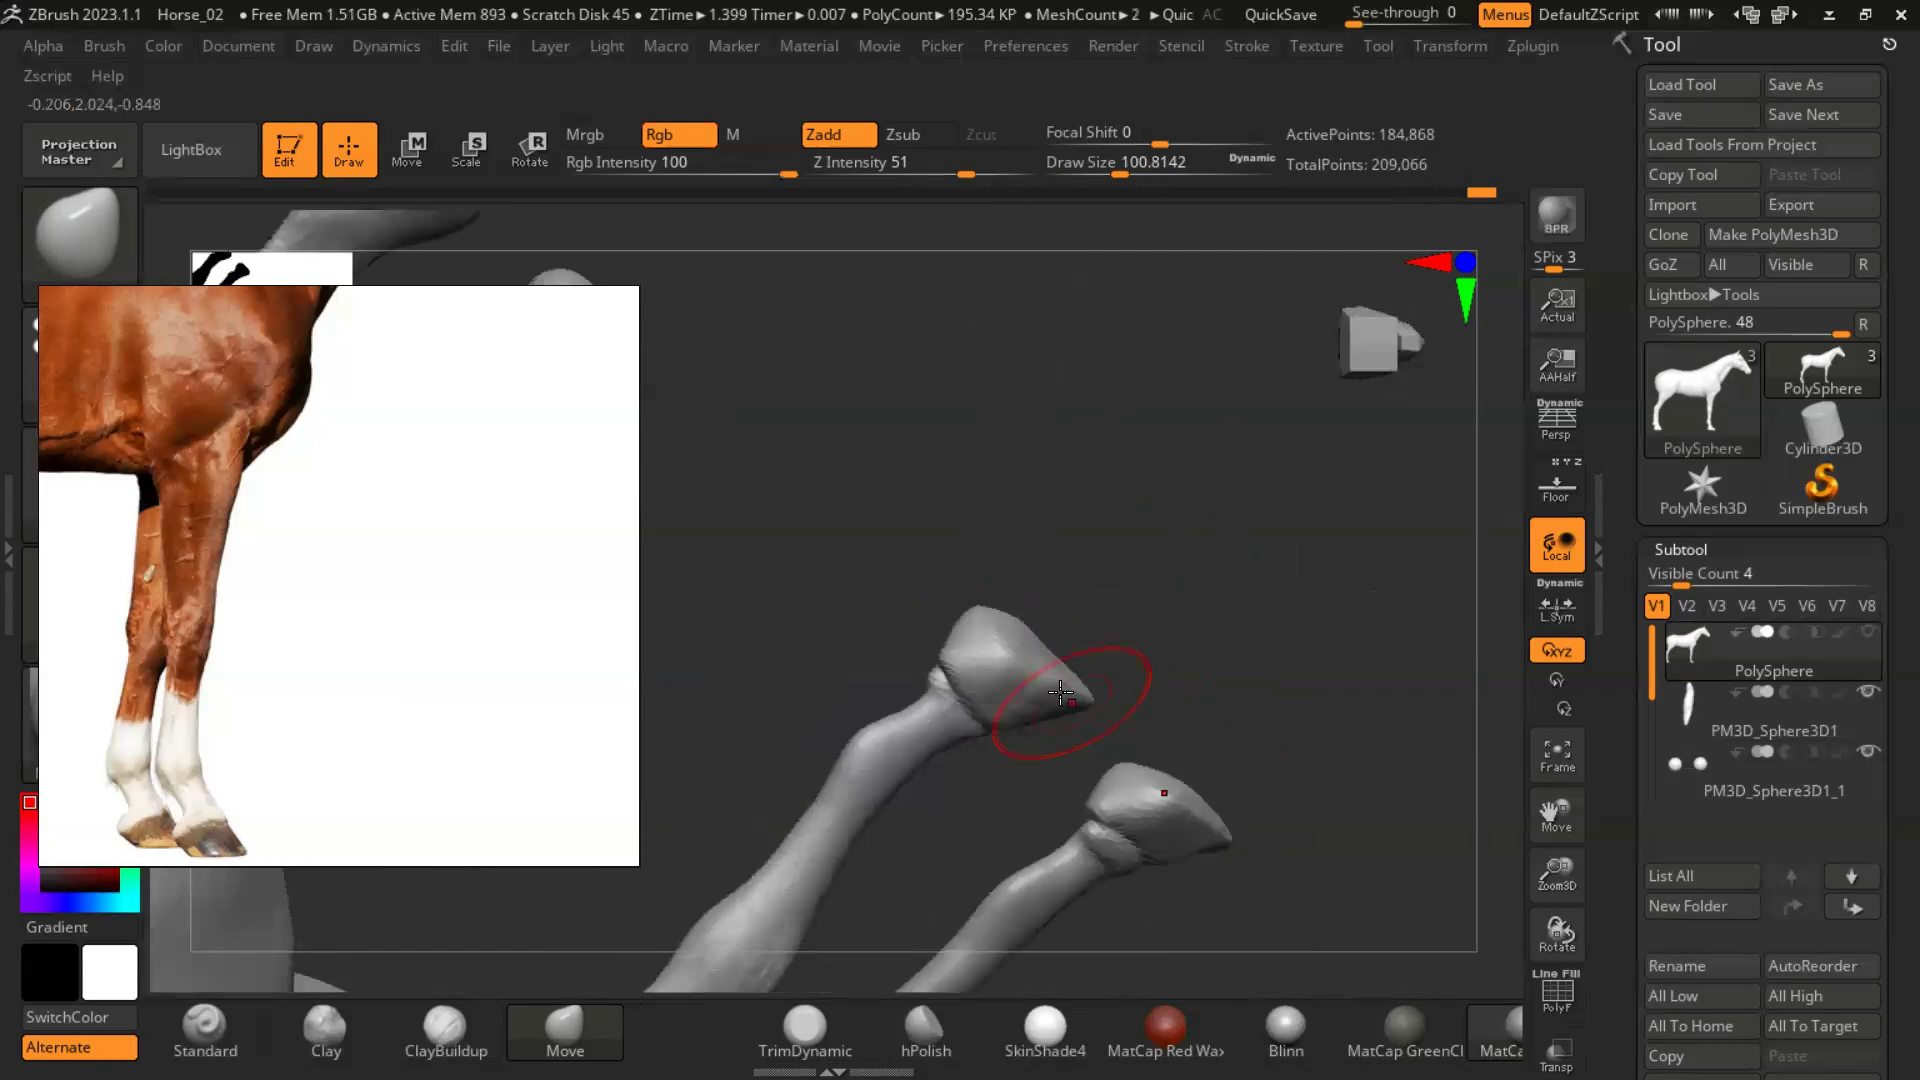 ZBrush 2023.1.1 Horse_02 ● Free Mem 1.51GB ● Active Mem 893 ● Scratch Disk 45 ● ZTime▶1.399 Timer▶0.007 ● PolyCount▶195.34 KP ● MeshCount▶2 ▶Quic AC QuickSave See-through 0 Menus DefaultZScript
Alpha Brush Color Document Draw Dynamics Edit File Layer Light Macro Marker Material Movie Picker Preferences Render Stencil Stroke Texture Tool Transform Zplugin
Zscript Help
-0.206,2.024,-0.848
Projection Master
LightBox
Edit
Draw
Move
Scale
Rotate
Mrgb Rgb M Zadd Zsub Zcut
Rgb Intensity 100 Z Intensity 51
Focal Shift 0
Draw Size 100.8142 Dynamic
ActivePoints: 184,868
TotalPoints: 209,066
Gradient
SwitchColor
Alternate
Standard Clay ClayBuildup Move TrimDynamic hPolish SkinShade4 MatCap Red Wax Blinn MatCap GreenCl MatCa
BPR
SPix 3
Actual
AAHalf
Dynamic
Persp
X Y Z
Floor
Local
Dynamic
L.Sym
XYZ
Y
Z
Frame
Move
Zoom3D
Rotate
Line Fill
PolyF
Transp
Tool
Load Tool Save As
Save Save Next
Load Tools From Project
Copy Tool Paste Tool
Import Export
Clone Make PolyMesh3D
GoZ All Visible R
Lightbox▶Tools
PolySphere. 48 R
3 3
PolySphere
PolySphere Cylinder3D
PolyMesh3D SimpleBrush
Subtool
Visible Count 4
V1 V2 V3 V4 V5 V6 V7 V8
PolySphere
PM3D_Sphere3D1
PM3D_Sphere3D1_1
List All
New Folder
Rename AutoReorder
All Low All High
All To Home All To Target
Copy Paste